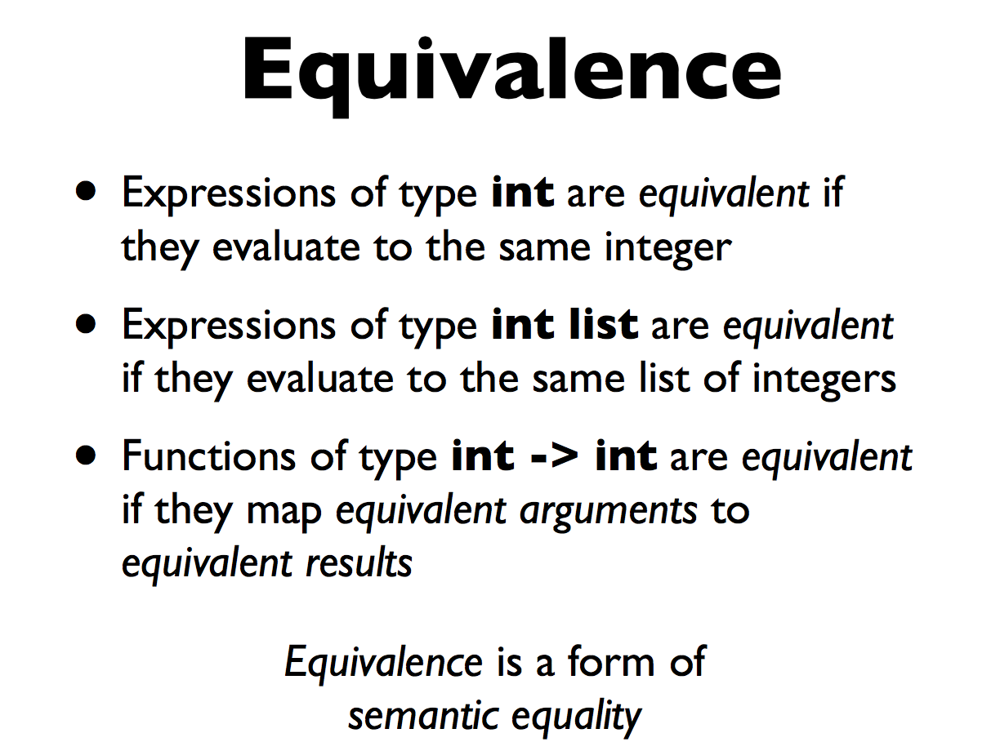 Equivalence
• Expressions of type int are equivalent if
they evaluate to the same integer
• Expressions of type int list are equivalent
if they evaluate to the same list of integers
• Functions of type int -> int are equivalent
if they map equivalent arguments to
equivalent results
Equivalence is a form of
semantic equality